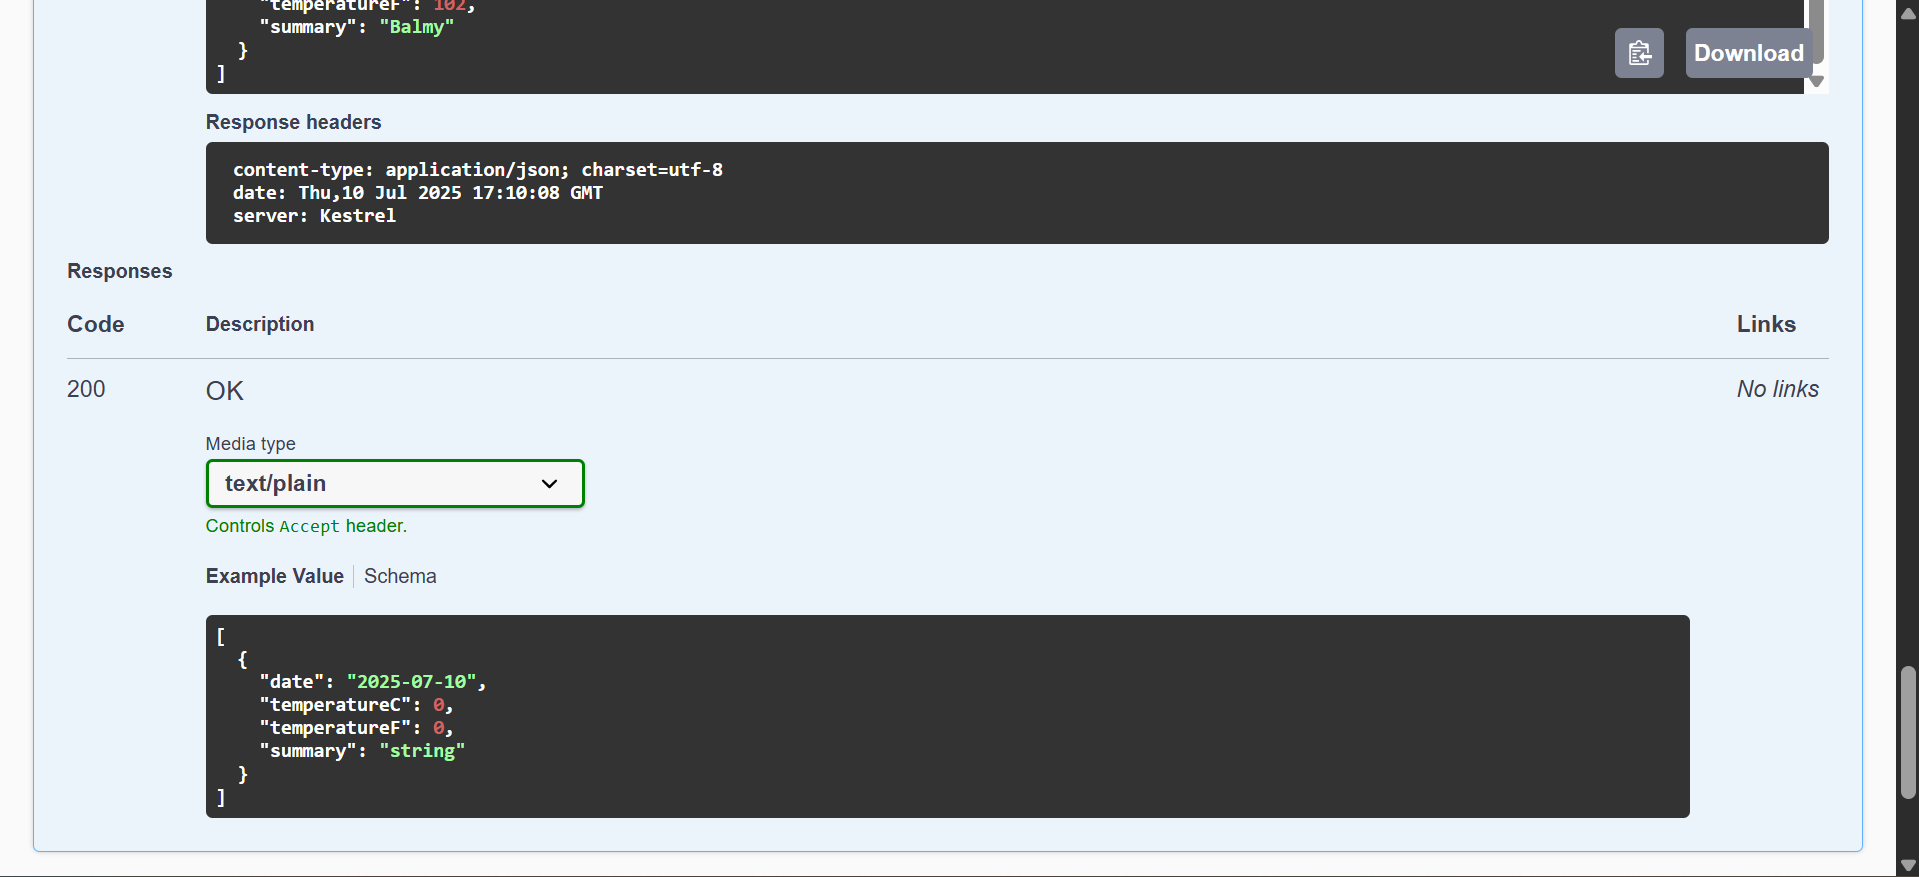 "temperatureF": 102,
"summary": "Balmy"
}
]
Download
Response headers
content-type: application/json; charset=utf-8
date: Thu,10 Jul 2025 17:10:08 GMT
server: Kestrel
Responses
Code Description Links
200 OK No links
Media type
text/plain
Controls Accept header.
Example Value Schema
[
{
"date": "2025-07-10",
"temperatureC": 0,
"temperatureF": 0,
"summary": "string"
}
]